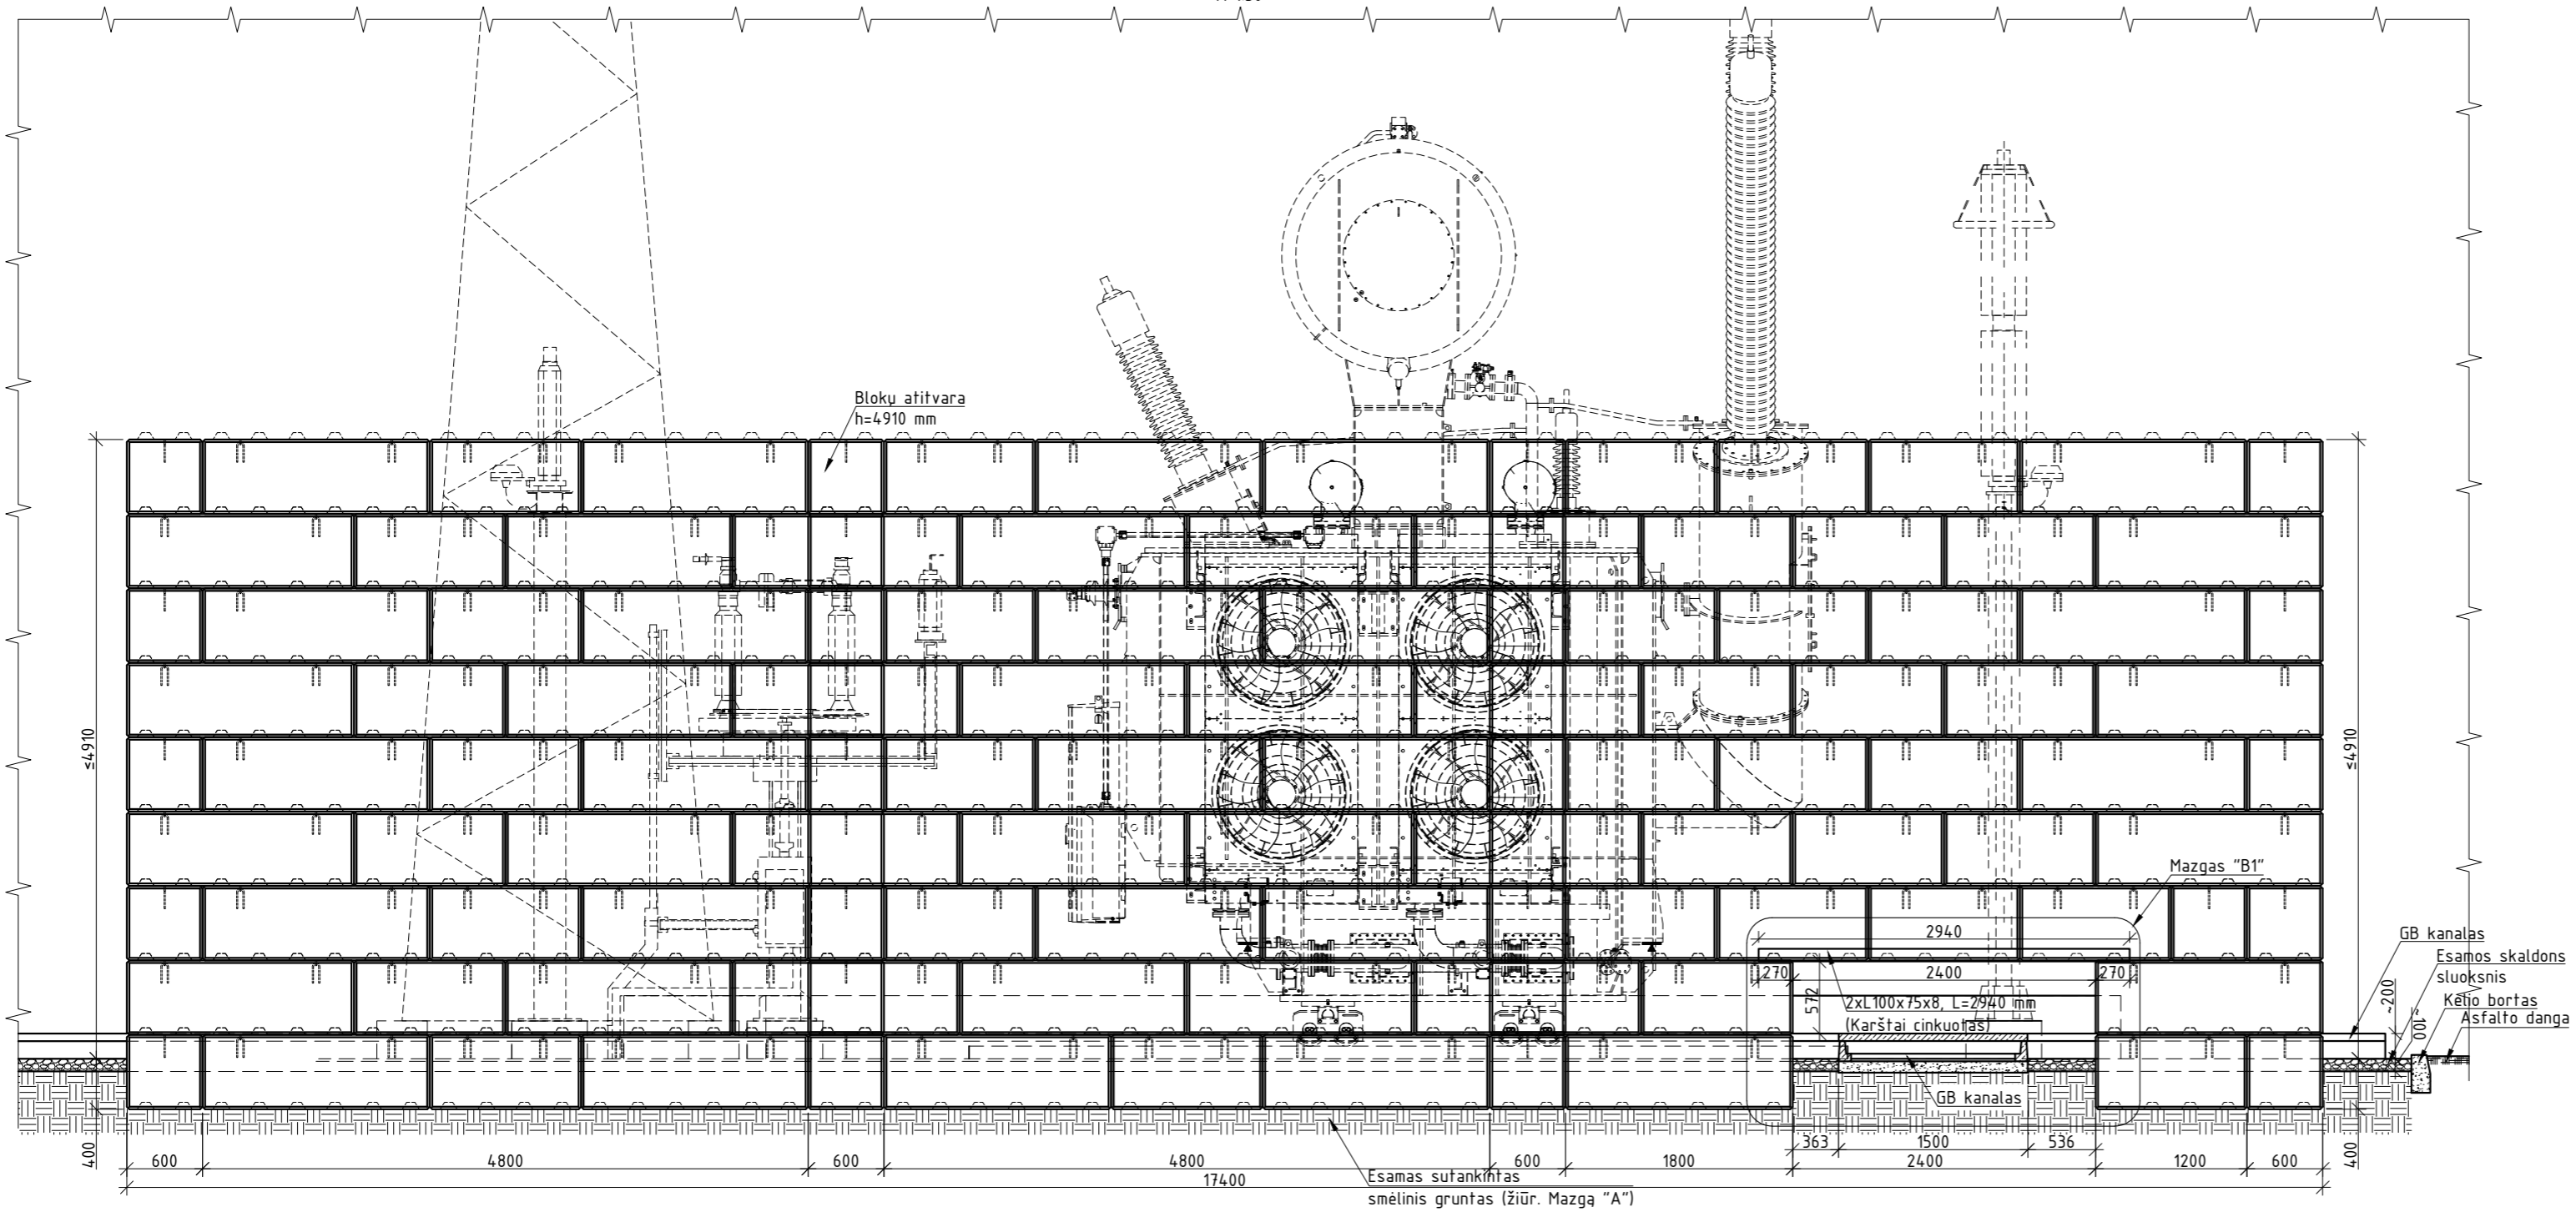 Blokų atitvara
h=4910 mm
≤4910
≤4910
Mazgas "B1"
2940
GB kanalas
Esamos skaldons
sluoksnis
270
2400
270
572
2xL100x75x8, L=2940 mm
(Karštai cinkuotas)
~200
~100
Kelio bortas
Asfalto danga
GB kanalas
363
1500
536
400
600
4800
600
4800
600
1800
2400
1200
600
400
17400
Esamas sutankintas
smėlinis gruntas (žiūr. Mazgą "A")